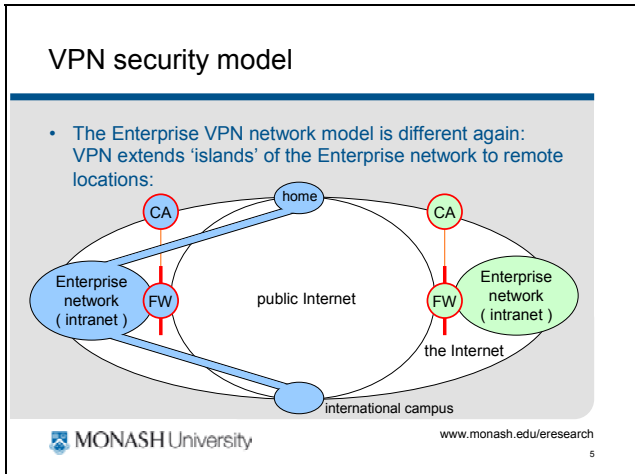 VPN security model
• The Enterprise VPN network model is different again:
VPN extends ‘islands’ of the Enterprise network to remote
locations:
home
CA
CA
Enterprise
network
( intranet )
FW
public Internet
FW
Enterprise
network
( intranet )
the Internet
international campus
MONASH University
www.monash.edu/eresearch
5